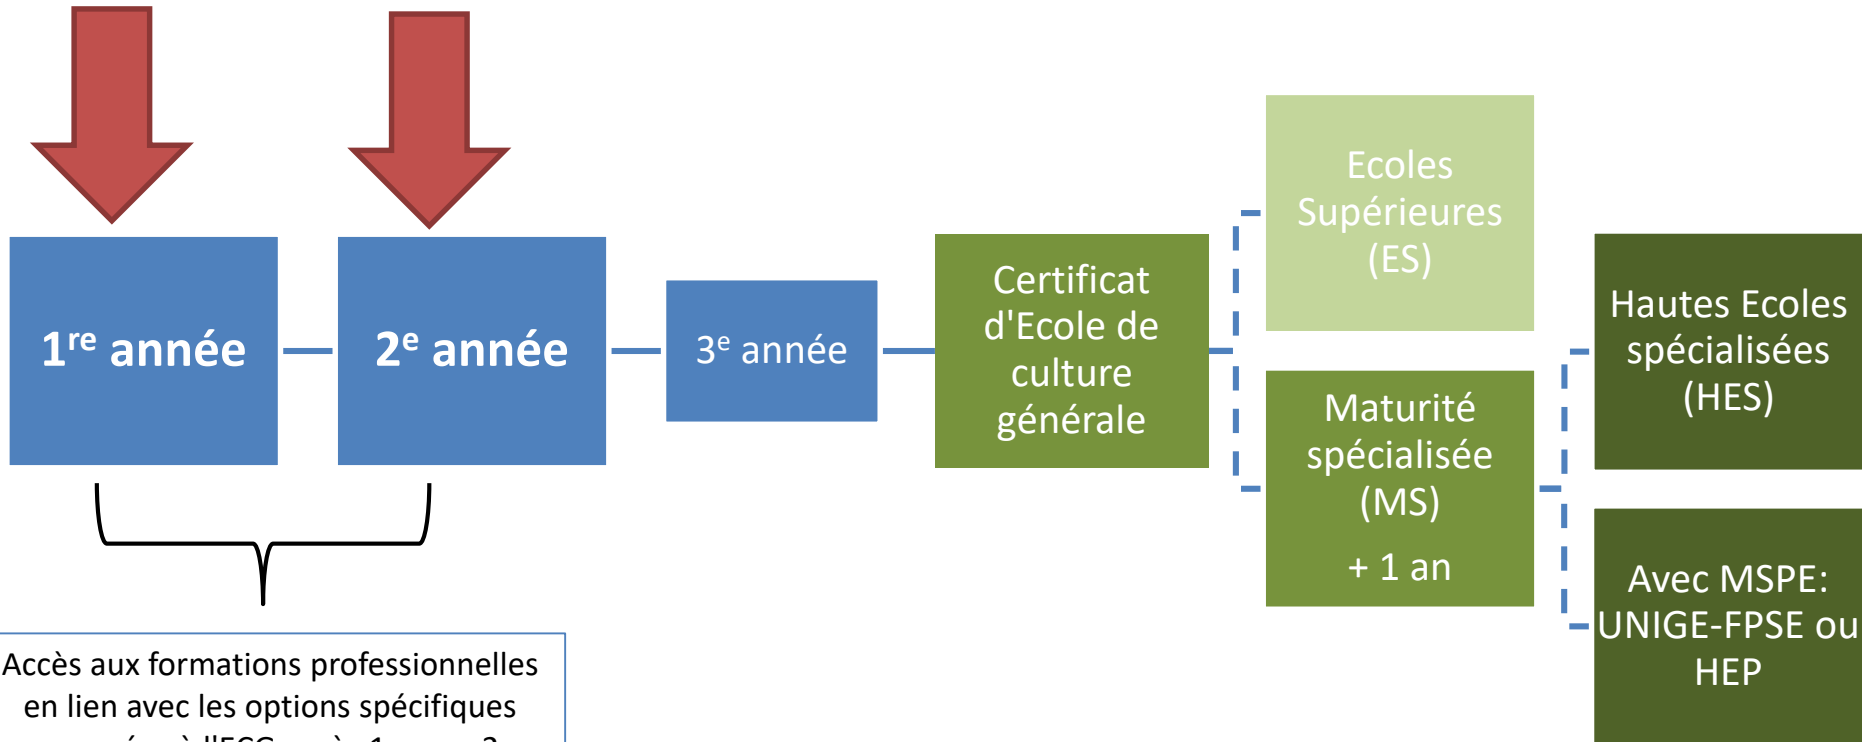 1re année
2e année
3e année
Certificat
d'Ecole de
culture
générale
Ecoles
Supérieures
(ES)
Maturité
spécialisée
(MS)
+ 1 an
Hautes Ecoles
spécialisées
(HES)
Avec MSPE:
UNIGE-FPSE ou
HEP
Accès aux formations professionnelles
en lien avec les options spécifiques
à l'ECG